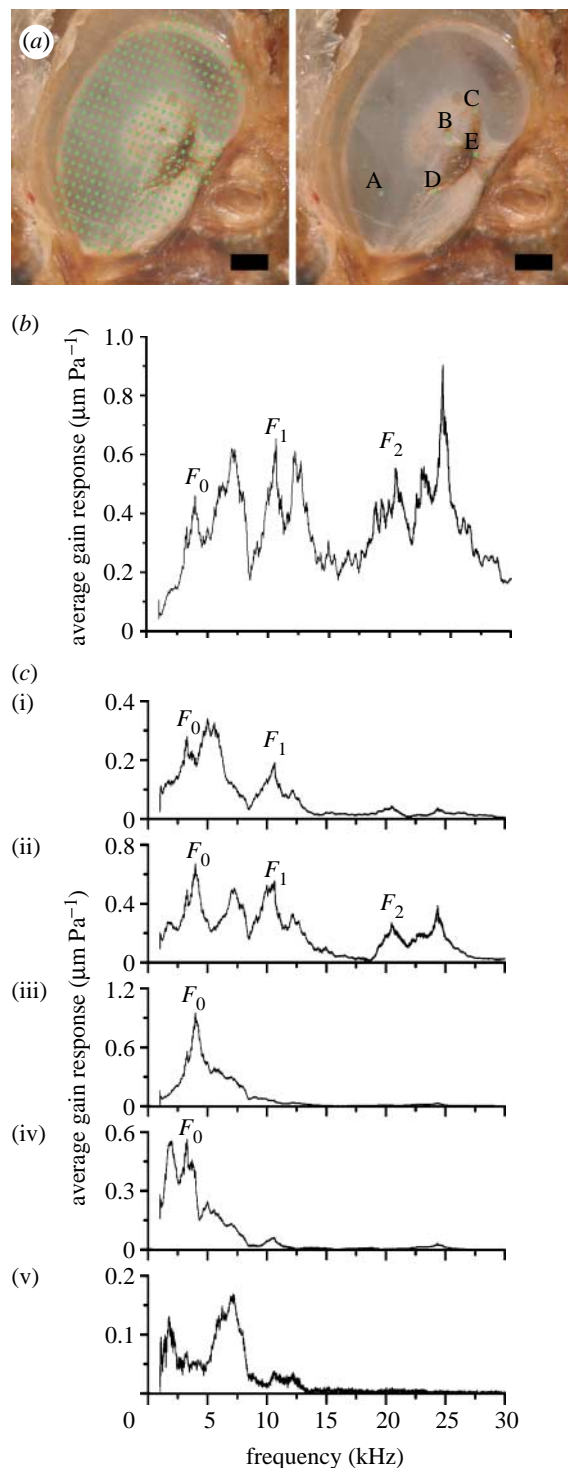 (a)
C
B
E
A
D
(b)
1.0
0.8
0.6
0.4
0.2
0
average gain response (µm Pa⁻¹)
F₀
F₁
F₂
(c)
(i)
0.4
0.2
0
F₀
F₁
(ii)
0.8
0.4
0
F₀
F₁
F₂
(iii)
1.2
0.6
0
F₀
(iv)
0.6
0.3
0
F₀
(v)
0.2
0.1
average gain response (µm Pa⁻¹)
0 5 10 15 20 25 30
frequency (kHz)